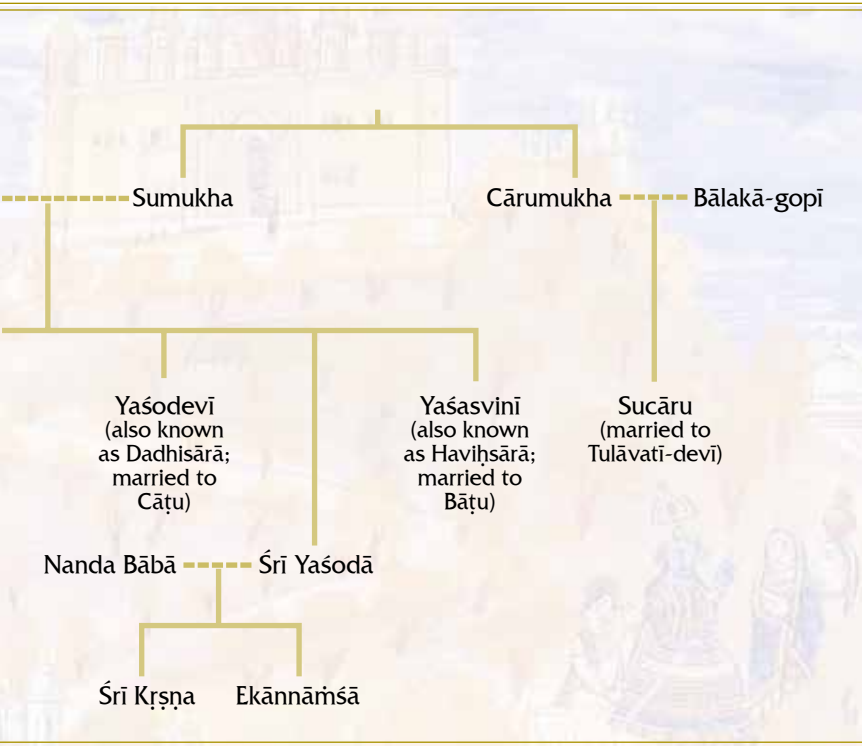 Sumukha
Cārumukha
Bālakā-gopī
Yaśodevī
(also known
as Dadhisārā;
married to
Cāṭu)
Yaśasvinī
(also known
as Haviḥsārā;
married to
Bāṭu)
Sucāru
(married to
Tulāvatī-devī)
Nanda Bābā
Śrī Yaśodā
Śrī Kṛṣṇa
Ekānnāṁśā